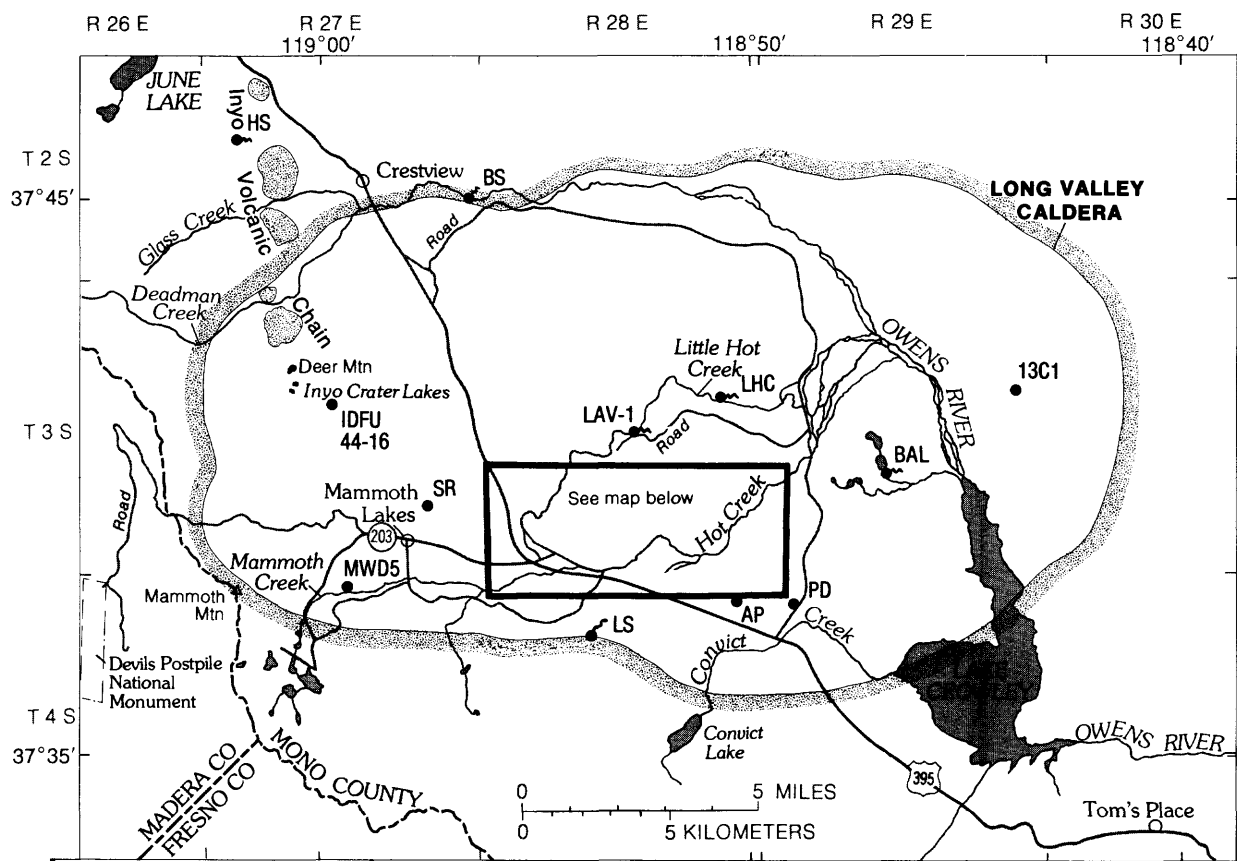 R 26 E
R 27 E
R 28 E
R 29 E
R 30 E
119°00'
118°50'
118°40'
JUNE
LAKE
Inyo
HS
T 2 S
37°45'
Crestview
BS
LONG VALLEY
CALDERA
Glass Creek
Volcanic
Road
Deadman
Creek
Chain
OWENS
RIVER
Little Hot
Creek
Deer Mtn
Inyo Crater Lakes
LHC
13C1
IDFU
44-16
LAV-1
Road
T 3 S
BAL
Road
SR
See map below
Hot Creek
Mammoth
Lakes
203
Mammoth
Creek
MWD5
Mammoth
Mtn
AP
PD
LS
Convict
Creek
Devils Postpile
National
Monument
LAKE
CROWLEY
T 4 S
37°35'
Convict
Lake
OWENS RIVER
MADERA CO
FRESNO CO
MONO COUNTY
395
0 5 MILES
0 5 KILOMETERS
Tom's Place